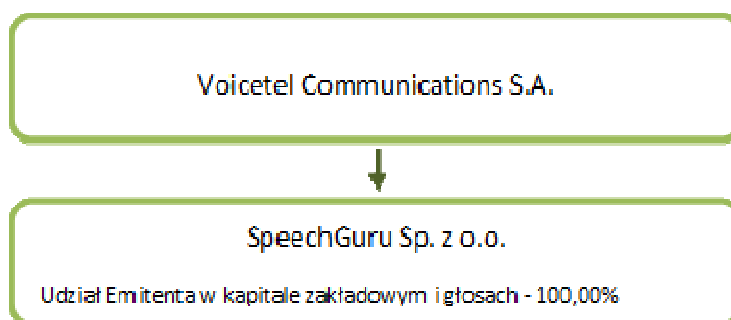 Voicetel Communications S.A.
SpeechGuru Sp. z o.o.
Udział Emitenta w kapitale zakładowym i głosach - 100,00%